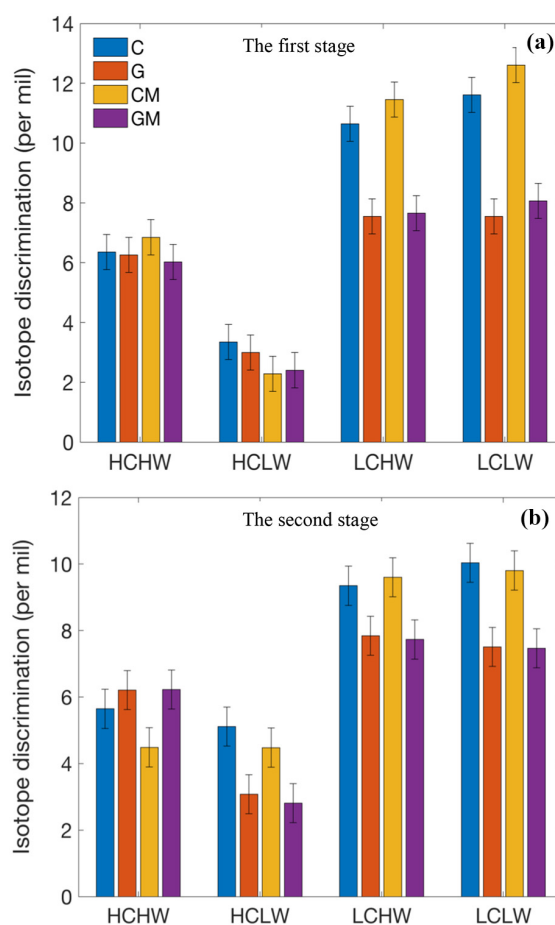 Isotope discrimination (per mil)
14
12
10
8
6
4
2
0
C
G
CM
GM
The first stage
(a)
HCHW HCLW LCHW LCLW
Isotope discrimination (per mil)
12
10
8
6
4
2
0
The second stage
(b)
HCHW HCLW LCHW LCLW